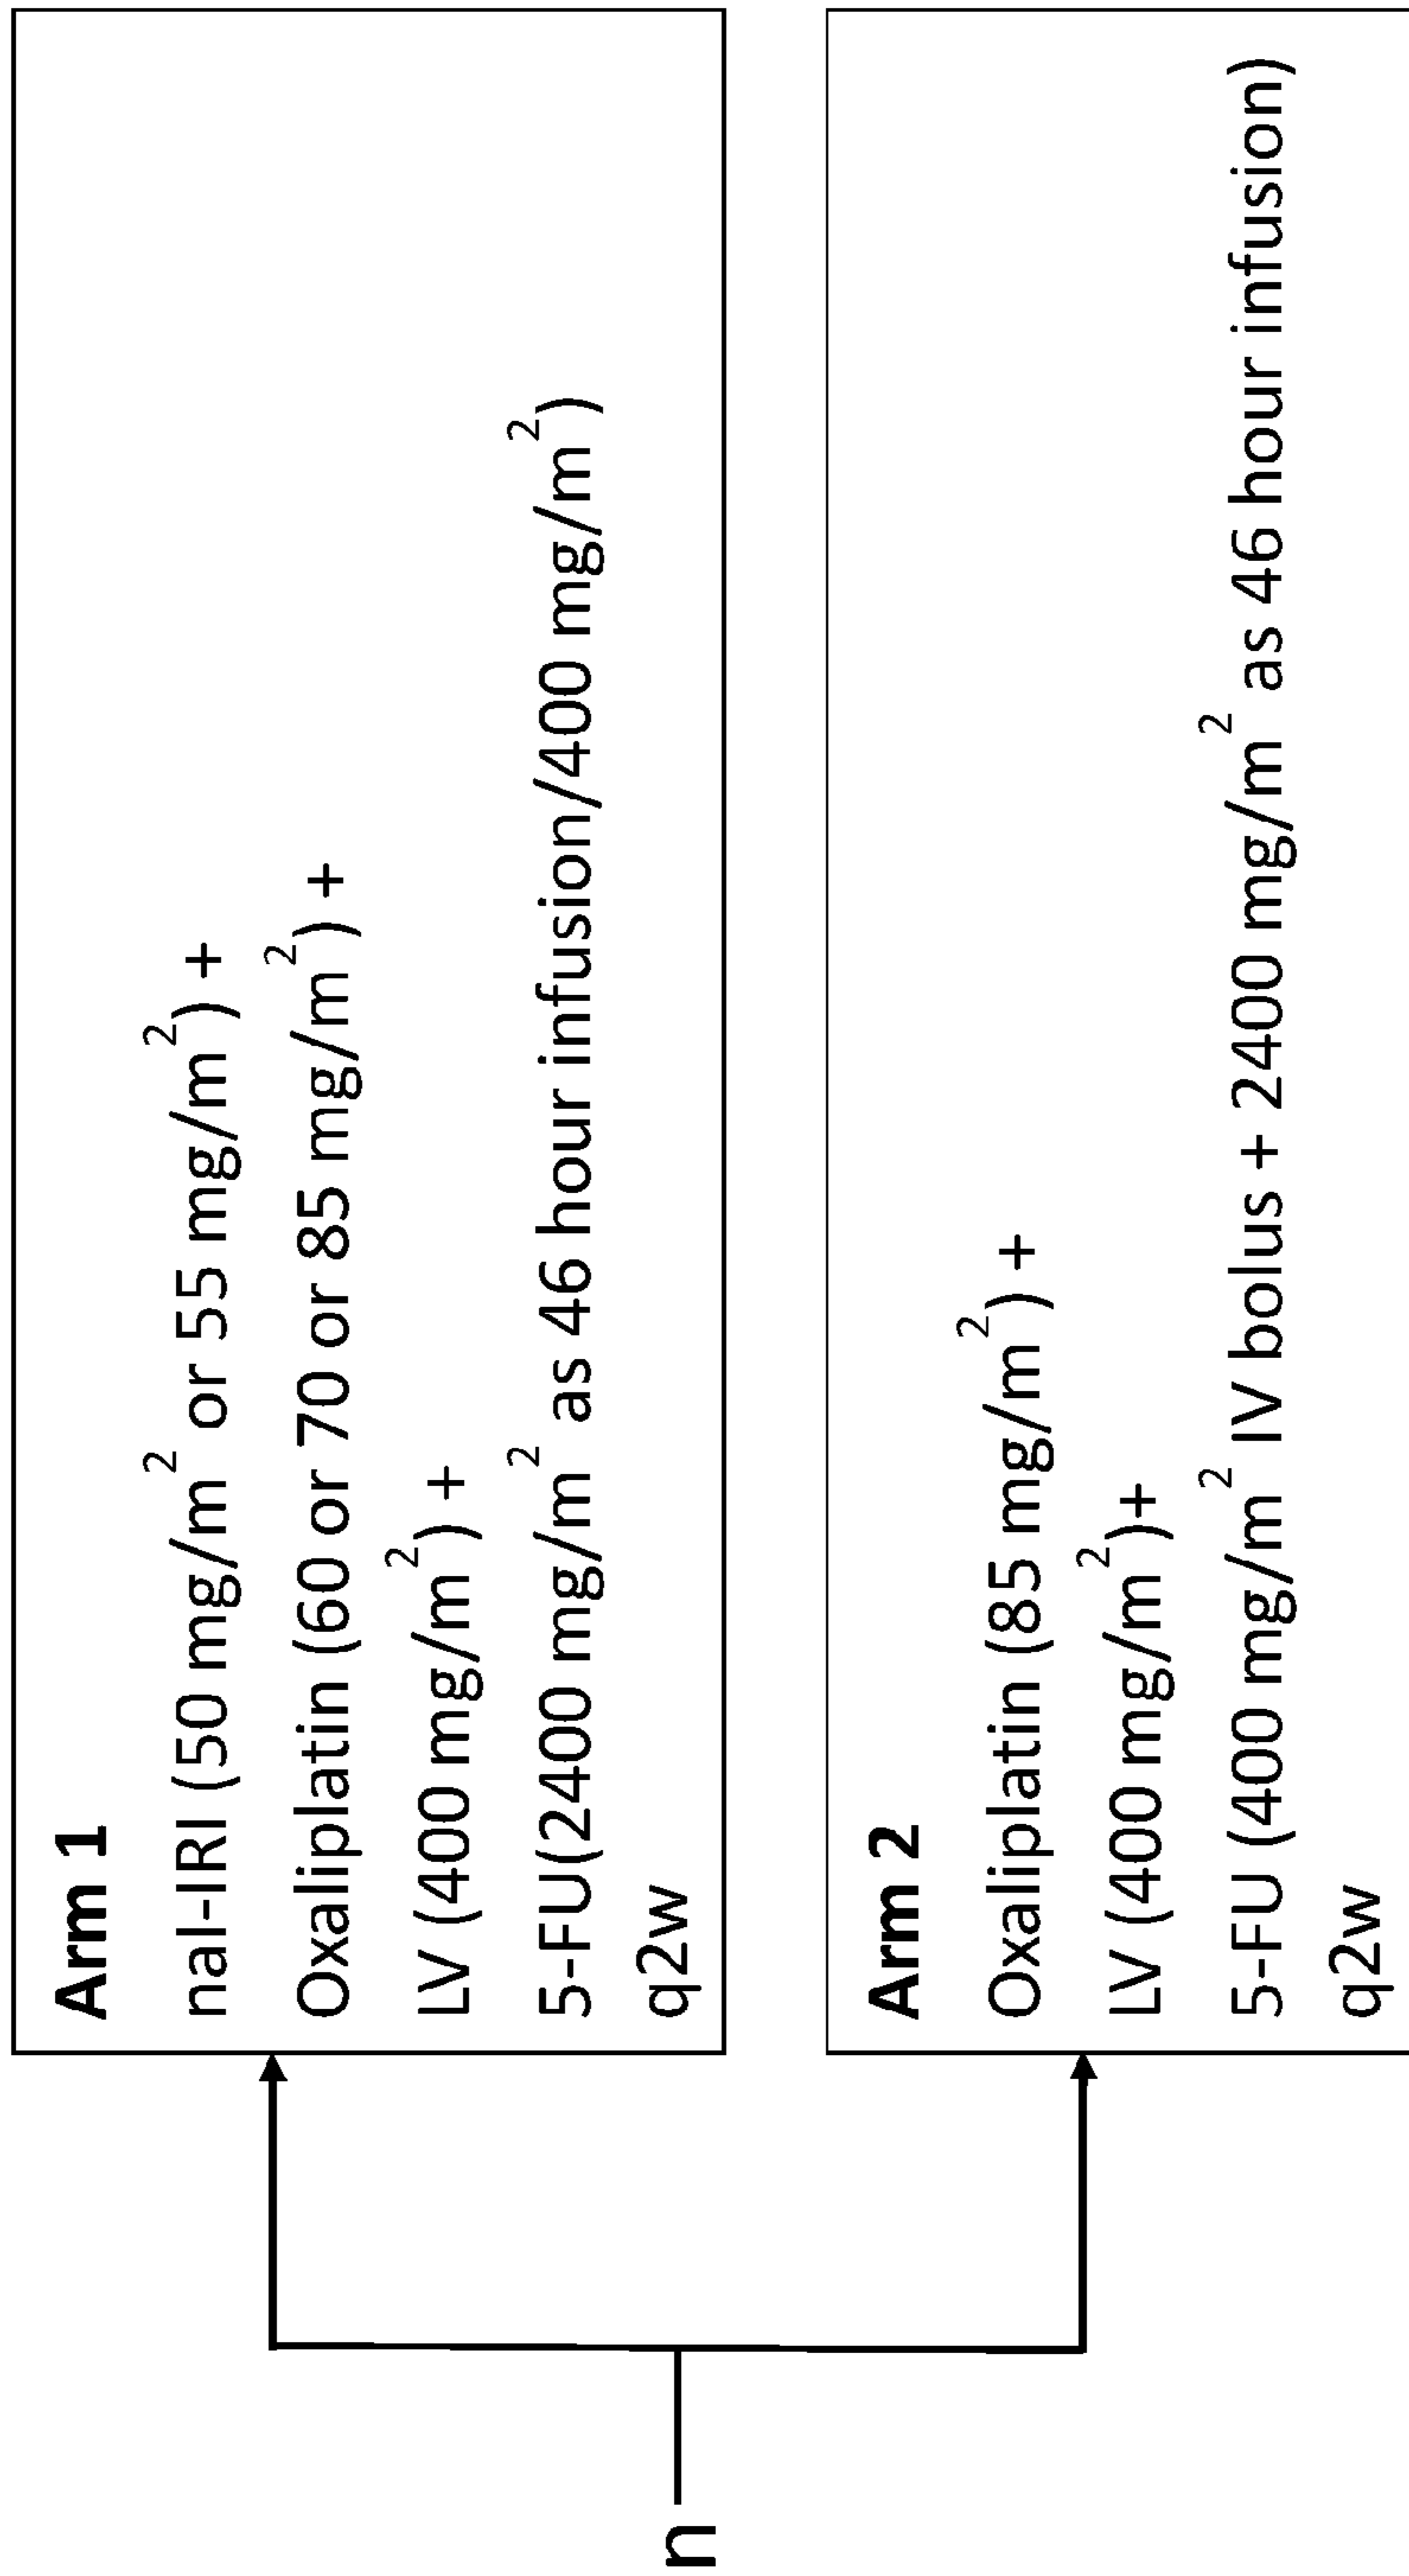 n
Arm 1
nal-IRI (50 mg/m² or 55 mg/m²) +
Oxaliplatin (60 or 70 or 85 mg/m²) +
LV (400 mg/m²) +
5-FU(2400 mg/m² as 46 hour infusion/400 mg/m²)
q2w
Arm 2
Oxaliplatin (85 mg/m²) +
LV (400 mg/m²)+
5-FU (400 mg/m² IV bolus + 2400 mg/m² as 46 hour infusion)
q2w